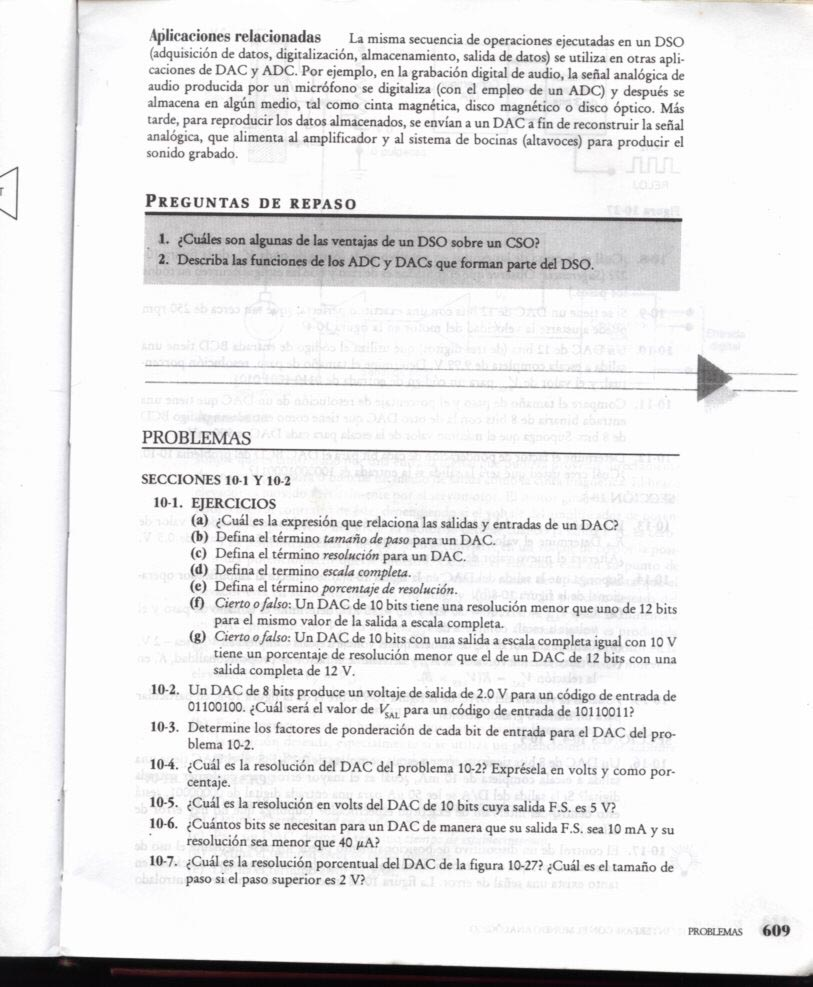 Aplicaciones relacionadas La misma secuencia de operaciones ejecutadas en un DSO
(adquisición de datos, digitalización, almacenamiento, salida de datos) se utiliza en otras apli-
caciones de DAC y ADC. Por ejemplo, en la grabación digital de audio, la señal analógica de
audio producida por un micrófono se digitaliza (con el empleo de un ADC) y después se
almacena en algún medio, tal como cinta magnética, disco magnético o disco óptico. Más
tarde, para reproducir los datos almacenados, se envían a un DAC a fin de reconstruir la señal
analógica, que alimenta al amplificador y al sistema de bocinas (altavoces) para producir el
sonido grabado.
PREGUNTAS DE REPASO
1. ¿Cuáles son algunas de las ventajas de un DSO sobre un CSO?
2. Describa las funciones de los ADC y DACs que forman parte del DSO.
PROBLEMAS
SECCIONES 10-1 Y 10-2
10-1. EJERCICIOS
(a) ¿Cuál es la expresión que relaciona las salidas y entradas de un DAC?
(b) Defina el término tamaño de paso para un DAC.
(c) Defina el término resolución para un DAC.
(d) Defina el termino escala completa.
(e) Defina el término porcentaje de resolución.
(f) Cierto o falso: Un DAC de 10 bits tiene una resolución menor que uno de 12 bits
para el mismo valor de la salida a escala completa.
(g) Cierto o falso: Un DAC de 10 bits con una salida a escala completa igual con 10 V
tiene un porcentaje de resolución menor que el de un DAC de 12 bits con una
salida completa de 12 V.
10-2. Un DAC de 8 bits produce un voltaje de salida de 2.0 V para un código de entrada de
01100100. ¿Cuál será el valor de VSAL para un código de entrada de 10110011?
10-3. Determine los factores de ponderación de cada bit de entrada para el DAC del pro-
blema 10-2.
10-4. ¿Cuál es la resolución del DAC del problema 10-2? Exprésela en volts y como por-
centaje.
10-5. ¿Cuál es la resolución en volts del DAC de 10 bits cuya salida F.S. es 5 V?
10-6. ¿Cuántos bits se necesitan para un DAC de manera que su salida F.S. sea 10 mA y su
resolución sea menor que 40 μA?
10-7. ¿Cuál es la resolución porcentual del DAC de la figura 10-27? ¿Cuál es el tamaño de
paso si el paso superior es 2 V?
PROBLEMAS 609